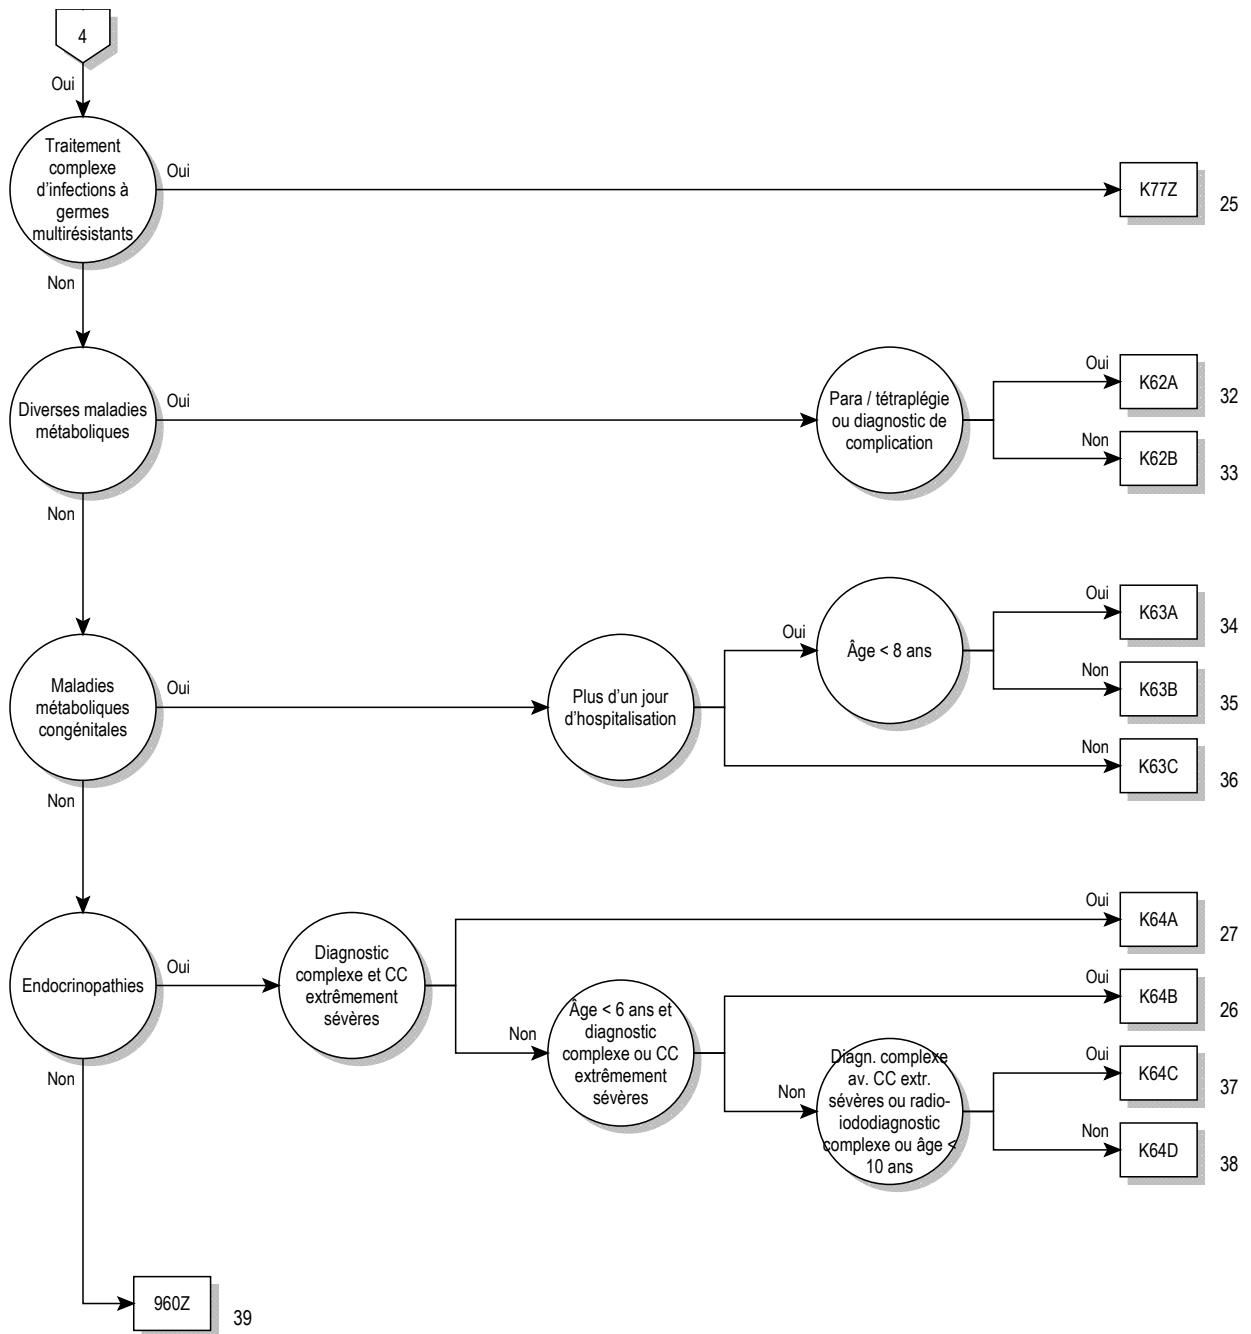 4
Oui
Traitement
complexe
d'infections à
germes
multirésistants
Oui
K77Z
25
Non
Diverses maladies
métaboliques
Oui
Para / tétraplégie
ou diagnostic de
complication
Oui
K62A
32
Non
K62B
33
Non
Maladies
métaboliques
congénitales
Oui
Plus d'un jour
d'hospitalisation
Oui
Âge < 8 ans
Oui
K63A
34
Non
K63B
35
Non
K63C
36
Non
Endocrinopathies
Oui
Diagnostic
complexe et CC
extrêmement
sévères
Oui
K64A
27
Non
Âge < 6 ans et
diagnostic
complexe ou CC
extrêmement
sévères
Oui
K64B
26
Non
Diagn. complexe
av. CC extr.
sévères ou radio-
iododiagnostic
complexe ou âge <
10 ans
Oui
K64C
37
Non
K64D
38
Non
960Z
39